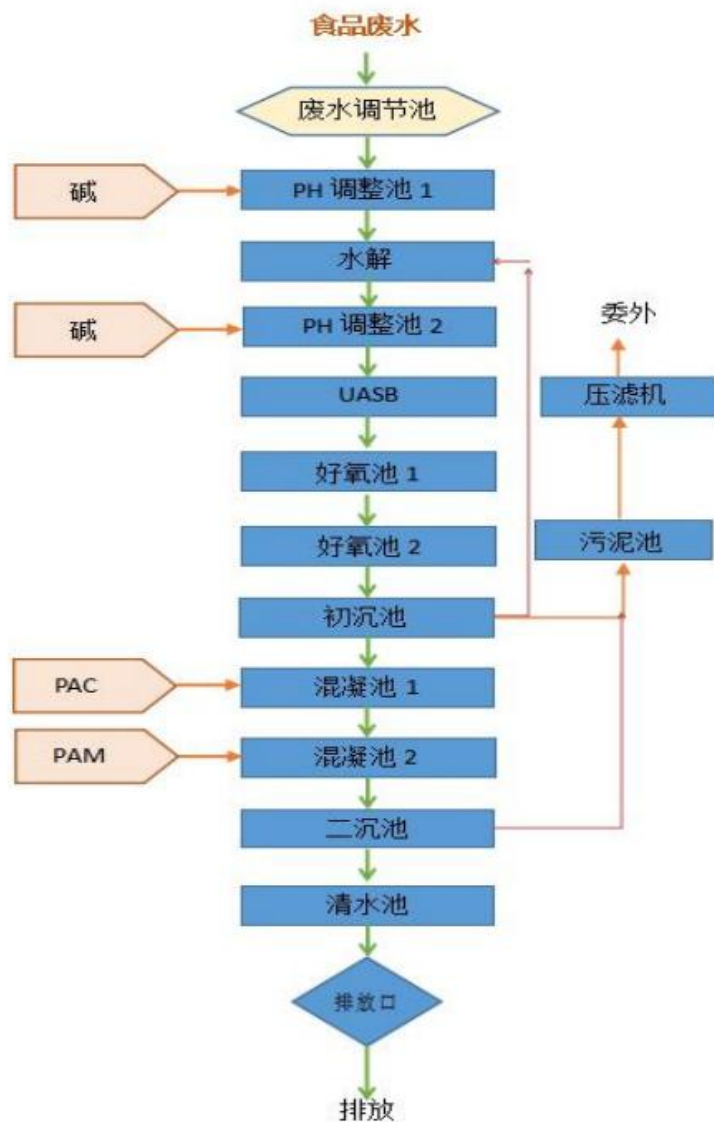 食品废水
废水调节池
碱
PH 调整池 1
水解
碱
PH 调整池 2
委外
UASB
压滤机
好氧池 1
好氧池 2
污泥池
初沉池
PAC
混凝池 1
PAM
混凝池 2
二沉池
清水池
排放口
排放